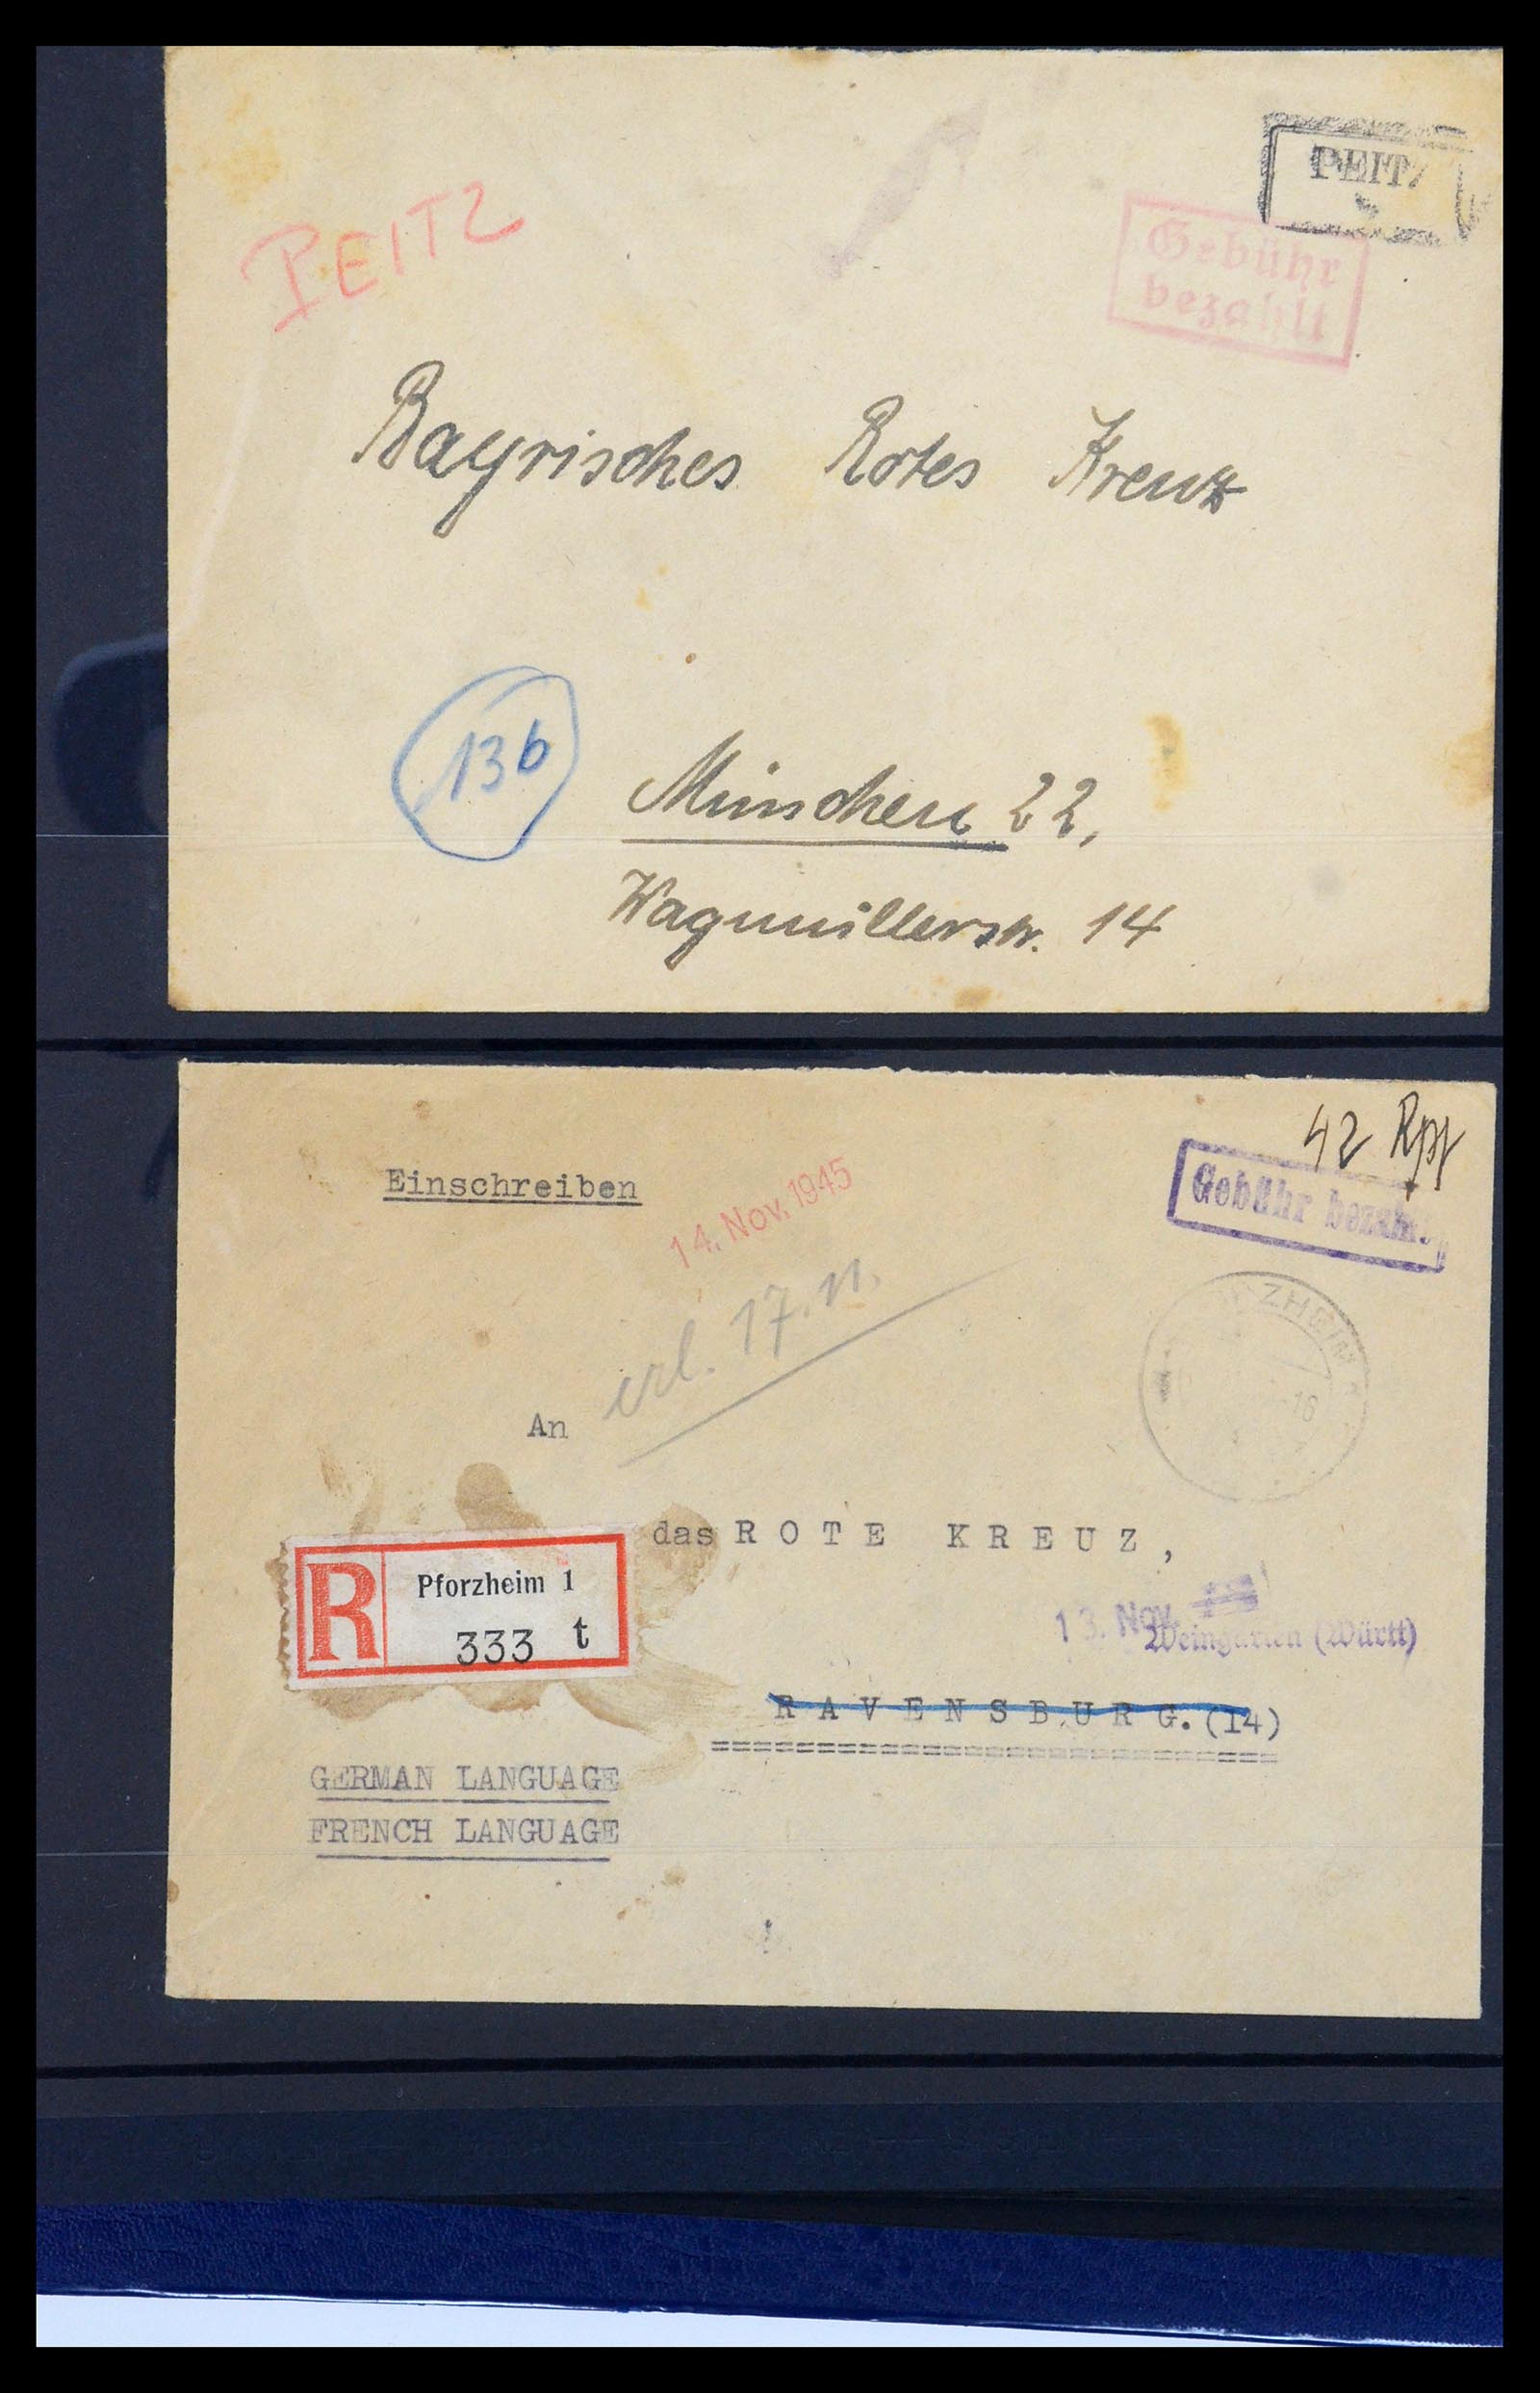 PEITZ
PEITZ
Gebühr
bezahlt
Bayrisches Rotes Kreuz
13b
München 22,
Wagmüllerstr. 14
42 Rpf
Einschreiben
14. Nov. 1945
Gebühr bezahlt
erl. 17.11.
16
An
das ROTE KREUZ,
R
Pforzheim 1
333 t
13. Nov.
Weingarten (Württ)
RAVENSBURG. (14)
GERMAN LANGUAGE
FRENCH LANGUAGE